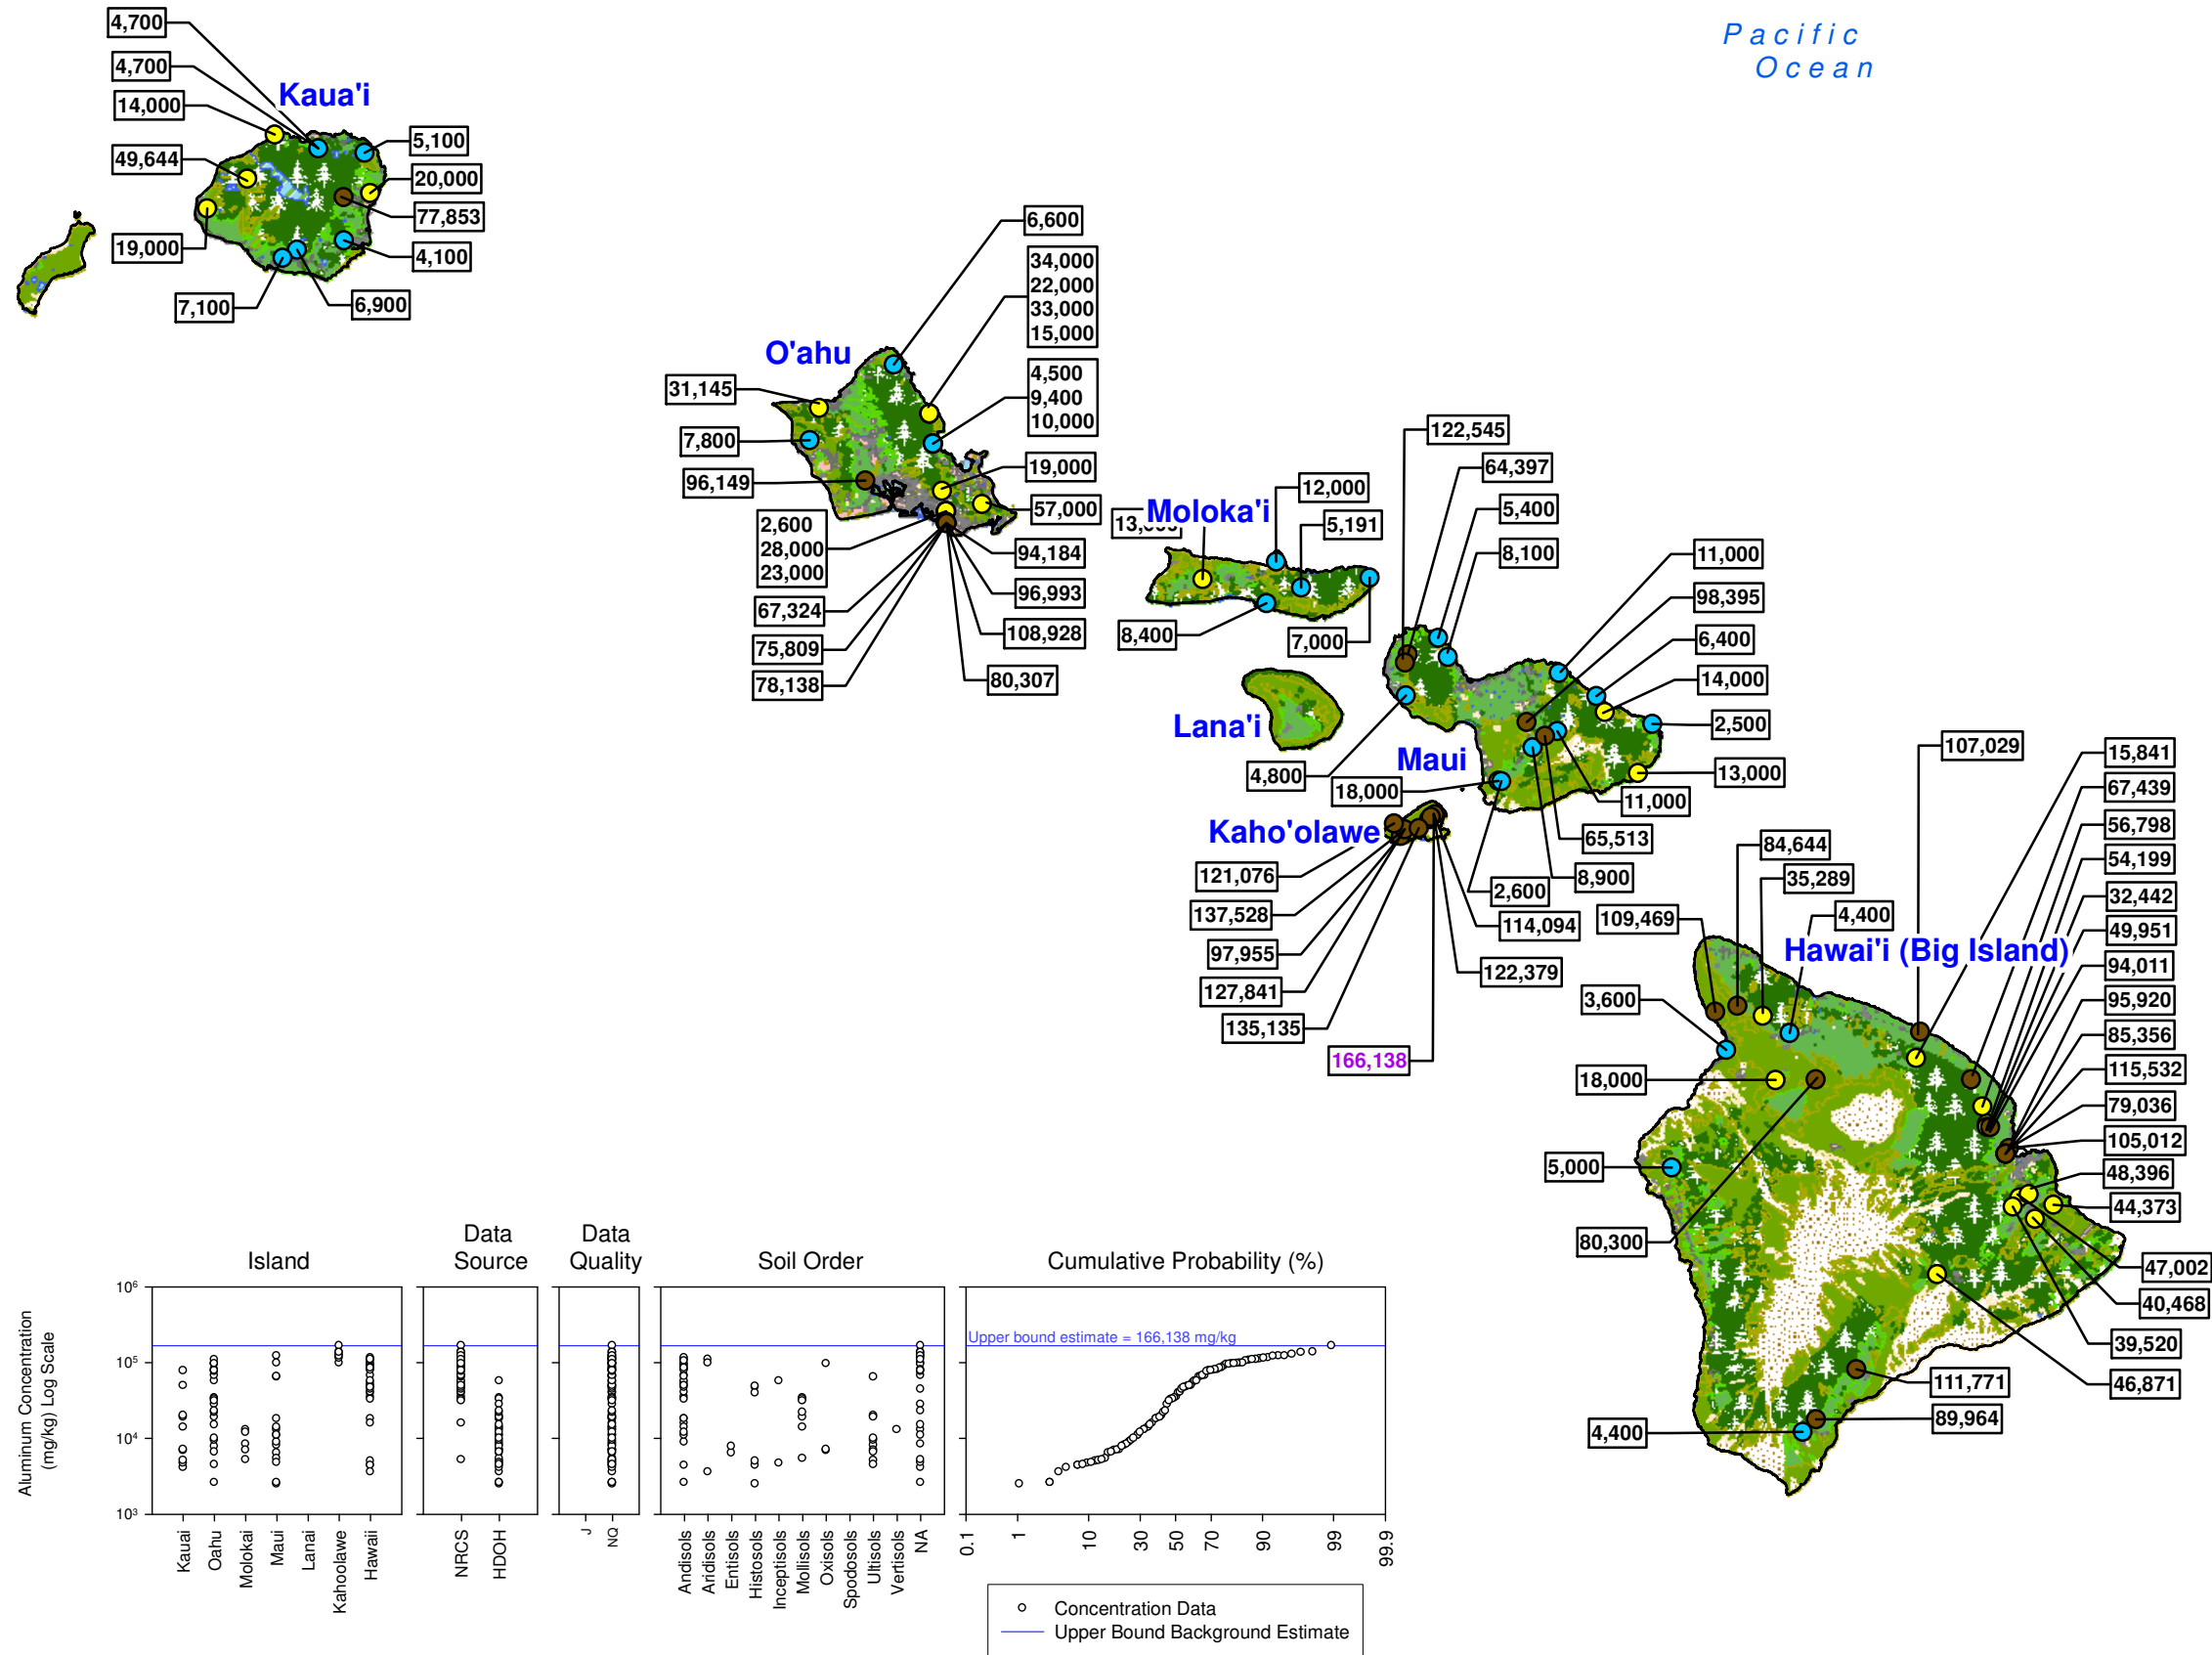 Pacific
Ocean
4,700
4,700
14,000
49,644
19,000
7,100
6,900
Kaua'i
5,100
20,000
77,853
4,100
O'ahu
31,145
7,800
96,149
2,600
28,000
23,000
67,324
75,809
78,138
6,600
34,000
22,000
33,000
15,000
4,500
9,400
10,000
19,000
57,000
94,184
96,993
108,928
80,307
Moloka'i
12,000
5,191
8,400
7,000
Lana'i
Maui
122,545
64,397
5,400
8,100
11,000
98,395
6,400
14,000
2,500
13,000
4,800
18,000
11,000
65,513
8,900
2,600
Kaho'olawe
121,076
137,528
97,955
127,841
135,135
166,138
114,094
122,379
Hawai'i (Big Island)
107,029
84,644
35,289
4,400
109,469
3,600
18,000
5,000
80,300
4,400
15,841
67,439
56,798
54,199
32,442
49,951
94,011
95,920
85,356
115,532
79,036
105,012
48,396
44,373
47,002
40,468
39,520
46,871
111,771
89,964
Island
Data
Source
Data
Quality
Soil Order
Cumulative Probability (%)
Aluminum Concentration
(mg/kg) Log Scale
10⁶
10⁵
10⁴
10³
Upper bound estimate = 166,138 mg/kg
Kauai
Oahu
Molokai
Maui
Lanai
Kahoolawe
Hawaii
NRCS
HDOH
J
NQ
Andisols
Aridisols
Entisols
Histosols
Inceptisols
Mollisols
Oxisols
Spodosols
Ultisols
Vertisols
NA
0.1
1
10
30
50
70
90
99
99.9
Concentration Data
Upper Bound Background Estimate